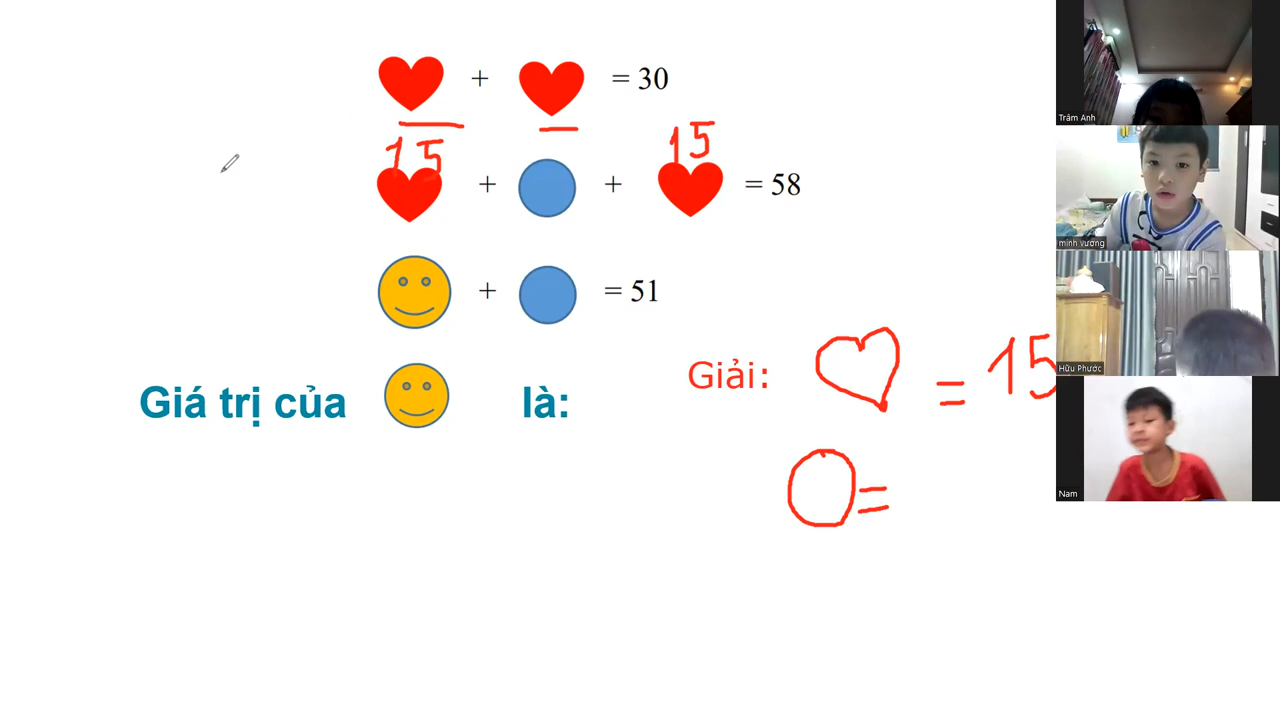 + = 30
15 15
+ + = 58
+ = 51
Giá trị của là:
Giải: = 15
=
Trâm Anh
minh vương
Hữu Phước
Nam